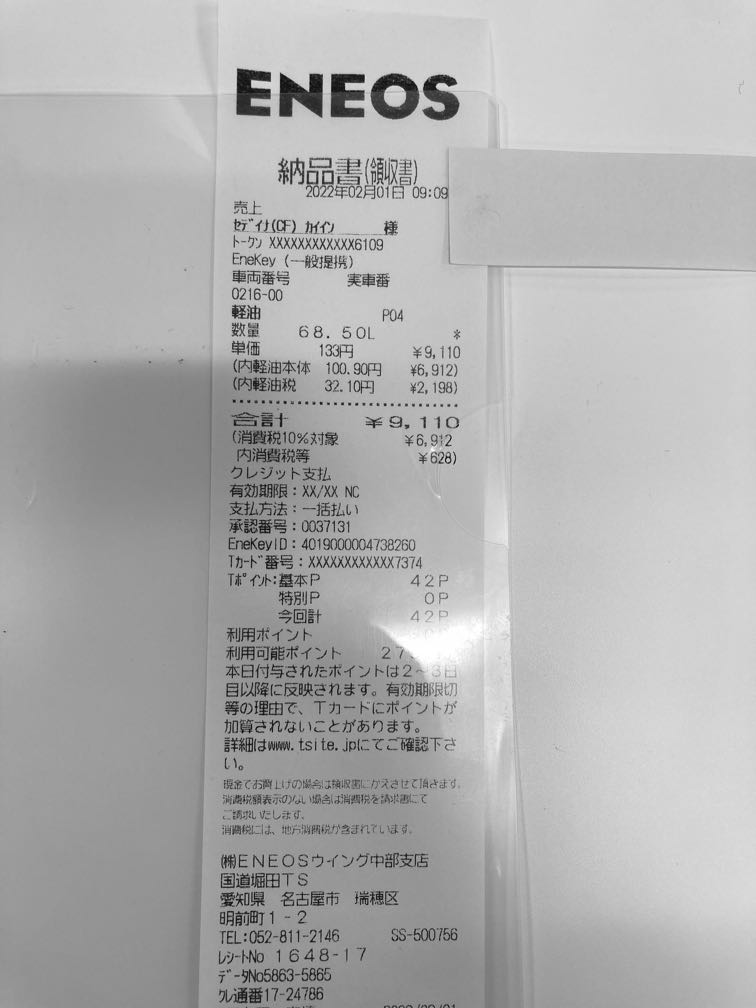 ENEOS
納品書(領収書)
2022年02月01日 09:09
売上
ｾﾃﾞｨﾅ(CF) ｶｲｲﾝ 様
ﾄｰｸﾝ XXXXXXXXXXXX6109
EneKey (一般提携)
車両番号 実車番
0216-00
軽油 P04
数量 68.50L *
単価 133円 ¥9,110
(内軽油本体 100.90円 ¥6,912)
(内軽油税 32.10円 ¥2,198)
合計 ¥9,110
(消費税10%対象 ¥6,912
内消費税等 ¥628)
クレジット支払
有効期限:XX/XX NC
支払方法:一括払い
承認番号:0037131
EneKeyID:4019000004738260
Tカード番号:XXXXXXXXXXXX7374
Tﾎﾟｲﾝﾄ:基本P 42P
特別P 0P
今回計 42P
利用ポイント
利用可能ポイント
本日付与されたポイントは2~3日
目以降に反映されます。有効期限切
等の理由で、Tカードにポイントが
加算されないことがあります。
詳細はwww.tsite.jpにてご確認下さ
い。
現金でお買上げの場合は領収書にかえさせて頂きます。
消費税額表示のない場合は消費税を請求書にて
ご請求いたします。
消費税には、地方消費税が含まれています。
㈱ENEOSウイング中部支店
国道堀田TS
愛知県 名古屋市 瑞穂区
明前町1-2
TEL:052-811-2146 SS-500756
ﾚｼｰﾄNo 1648-17
ﾃﾞｰﾀNo5863-5865
ｸﾚ通番17-24786